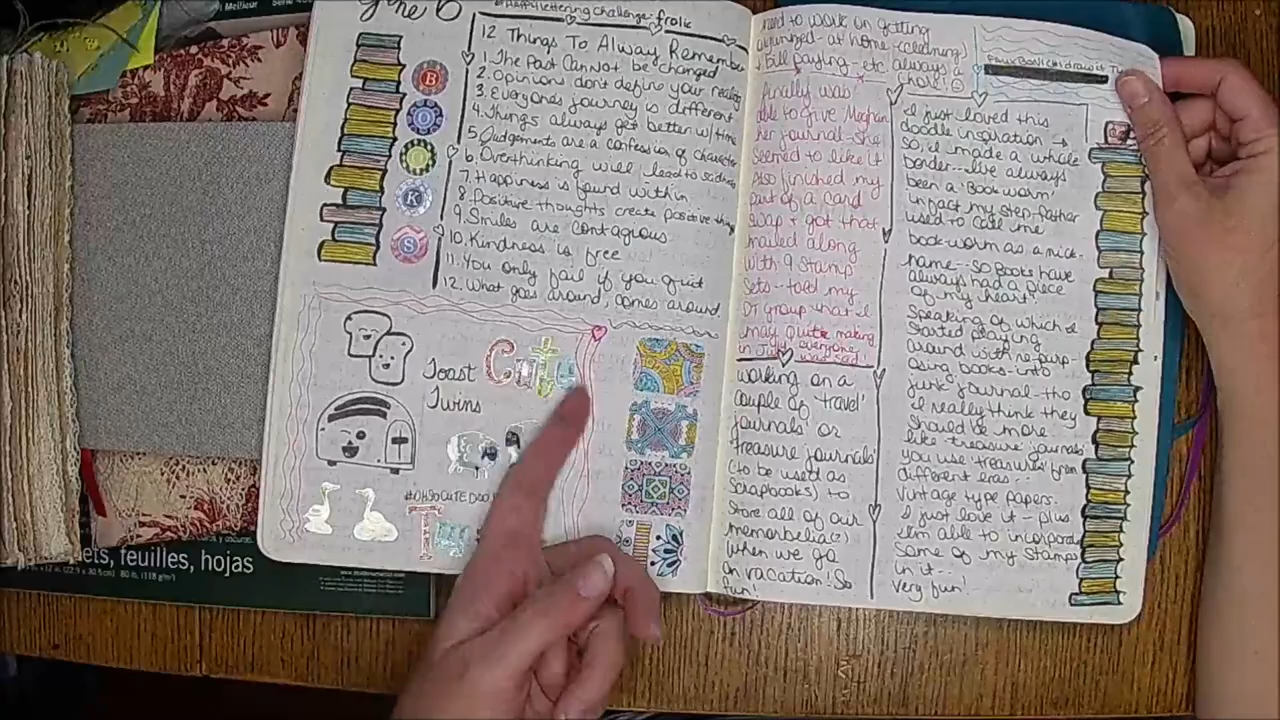 June 6
#HappyLetteringChallenge: frolic
12 Things To Alway Remember
1. The Past Cannot be changed
2. Opinions don't define your reality
3. Everyones journey is different
4. Things always get better w/time
5. Judgements are a confession of character
6. Overthinking will lead to sadness
7. Happiness is found within
8. Positive thoughts create positive things
9. Smiles are contagious
10. Kindness is free
11. You only fail if you quit
12. What goes around, comes around
B
O
O
K
S
Toast
Twins
Cute
#OHSOCUTEDOO
need to work on getting
- at home (cleaning)
+ Bill paying -- etc always a
chore!
finally was
able to give Meghan
her journal - she
seemed to like it!
Also finished my
part of a card
swap + got that
mailed along
with 9 Stamp
Sets -- told my
DT group what I
may quit making
in July everyone
was sad
working on a
couple of 'travel'
journals or
treasure journals
(to be used as
scrapbooks) to
store all of our
memorbelia(?)
when we go
on vacation! So
fun!
I just loved this
doodle inspiration →
so, I made a whole
border -- I've always
been a 'Book worm'
in fact my step-father
used to call me
book-worm as a nick-
name -- so Books have
always had a piece
of my heart!
Speaking of which I
started playing
around with re-purp-
osing books - into
junk journal - tho
I really think they
should be more
like 'treasure' journals
you use 'treasures' from
different eras..
vintage type papers.
I just love it - plus
I'm able to incorporate
some of my stamps
in it...
very fun!
ets, feuilles, hojas